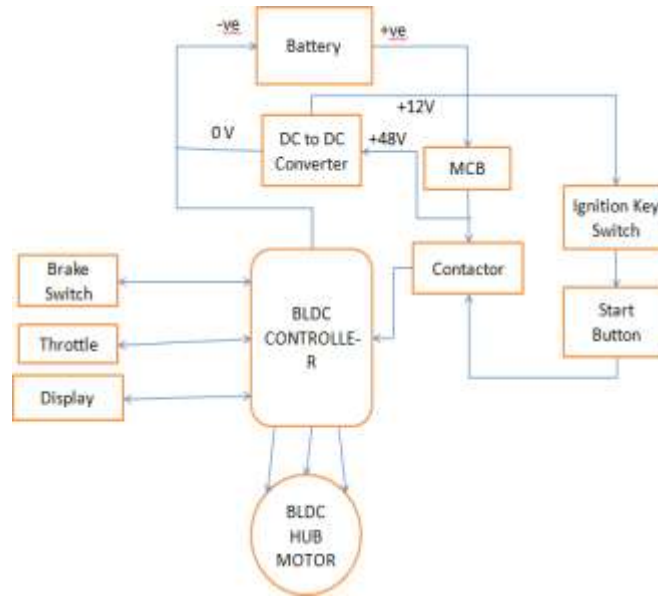 -ve
Battery
+ve
+12V
0 V
DC to DC
Converter
+48V
MCB
Ignition Key
Switch
Brake
Switch
Contactor
BLDC
CONTROLLE-
R
Start
Button
Throttle
Display
BLDC
HUB
MOTOR